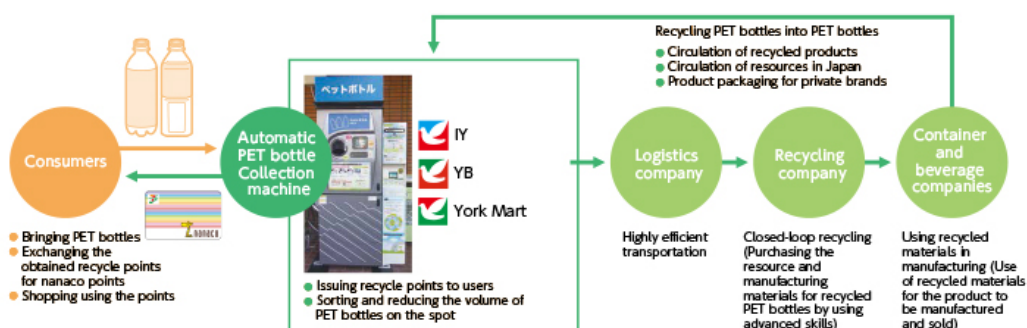 Recycling PET bottles into PET bottles
● Circulation of recycled products
● Circulation of resources in Japan
● Product packaging for private brands
Consumers
● Bringing PET bottles
● Exchanging the
obtained recycle points
for nanaco points
● Shopping using the points
nanaco
Automatic
PET bottle
Collection
machine
ペットボトル
IY
YB
York Mart
● Issuing recycle points to users
● Sorting and reducing the volume of
PET bottles on the spot
Logistics
company
Highly efficient
transportation
Recycling
company
Closed-loop recycling
(Purchasing the
resource and
manufacturing
materials for recycled
PET bottles by using
advanced skills)
Container
and
beverage
companies
Using recycled
materials in
manufacturing (Use
of recycled materials
for the product to
be manufactured
and sold)